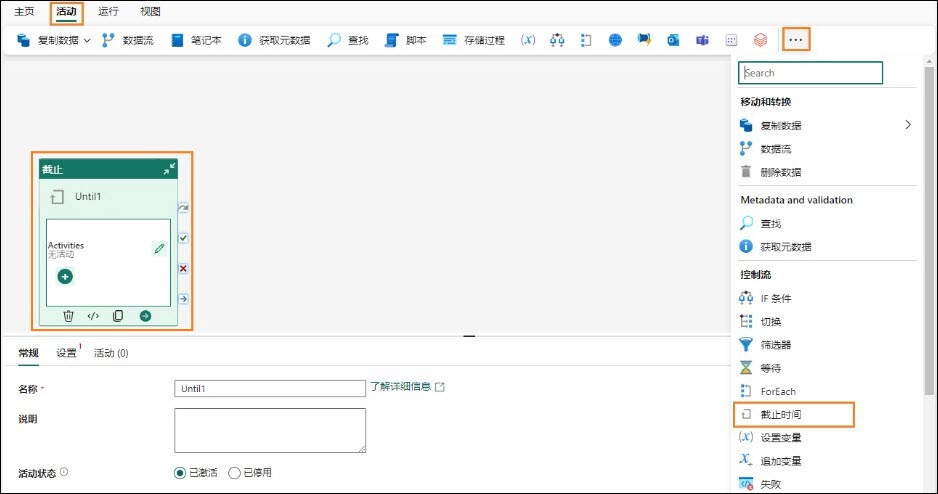 主页 活动 运行 视图
复制数据 数据流 笔记本 获取元数据 查找 脚本 存储过程 (x) ...
Search
移动和转换
复制数据
数据流
删除数据
Metadata and validation
查找
获取元数据
控制流
IF 条件
切换
筛选器
等待
ForEach
截止时间
(x) 设置变量
X+ 追加变量
失败
截止
Until1
Activities
无活动
</>
常规 设置 1 活动 (0)
名称 * Until1 了解详细信息
说明
活动状态 已激活 已停用